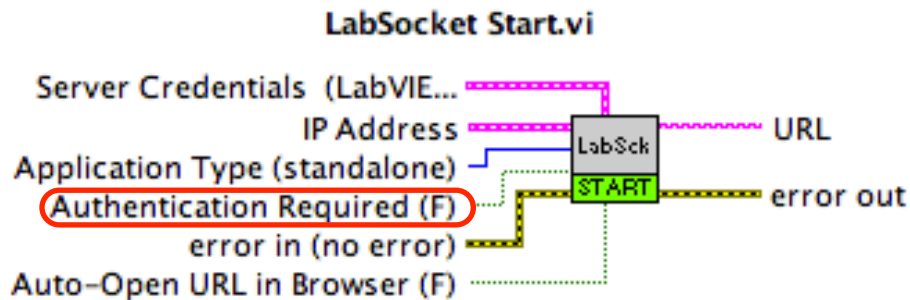 LabSocket Start.vi
Server Credentials (LabVIE...
IP Address
Application Type (standalone)
Authentication Required (F)
error in (no error)
Auto-Open URL in Browser (F)
LabSck
START
URL
error out